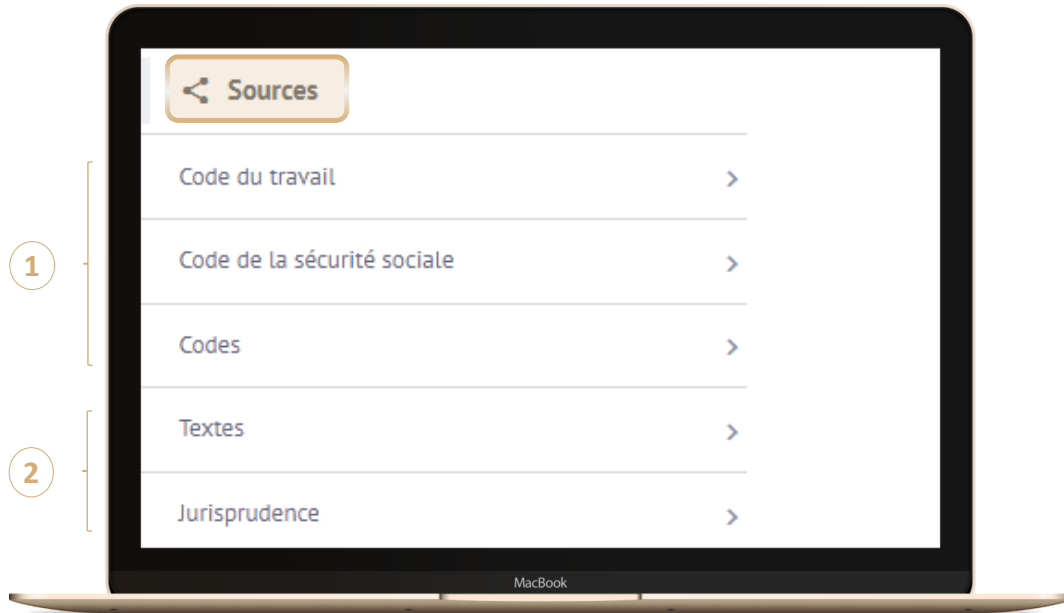 Sources
Code du travail
1
Code de la sécurité sociale
Codes
Textes
2
Jurisprudence
MacBook